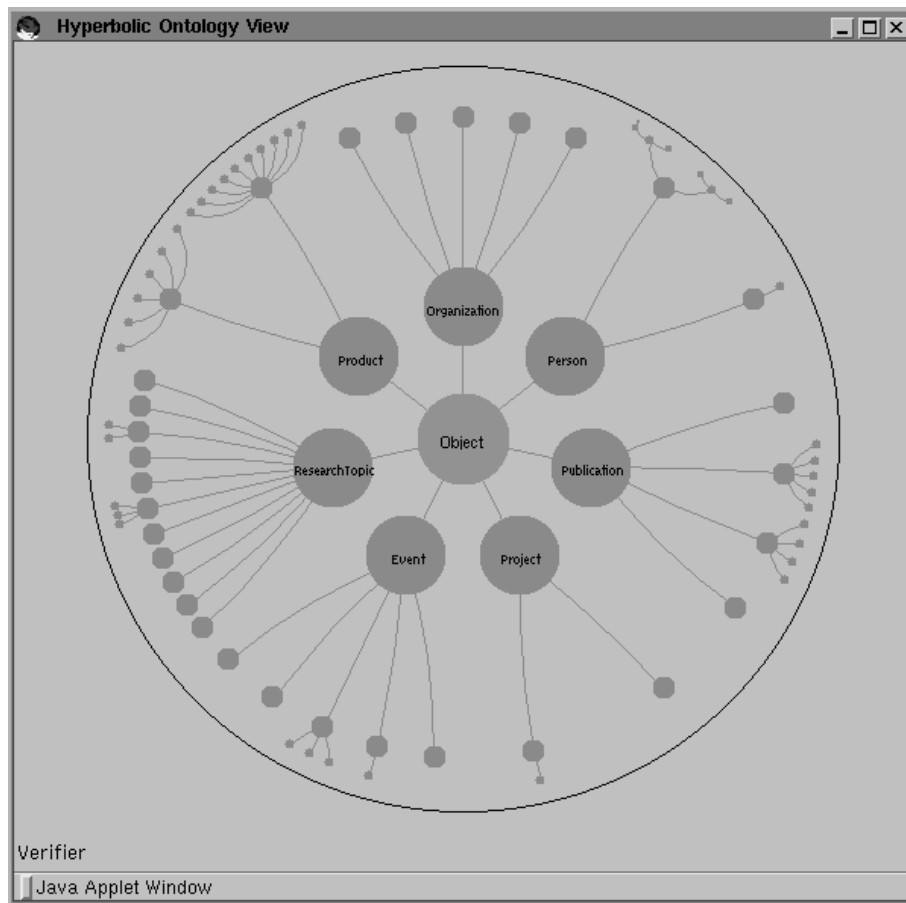 Hyperbolic Ontology View
Organization
Product
Person
Object
ResearchTopic
Publication
Event
Project
Verifier
Java Applet Window